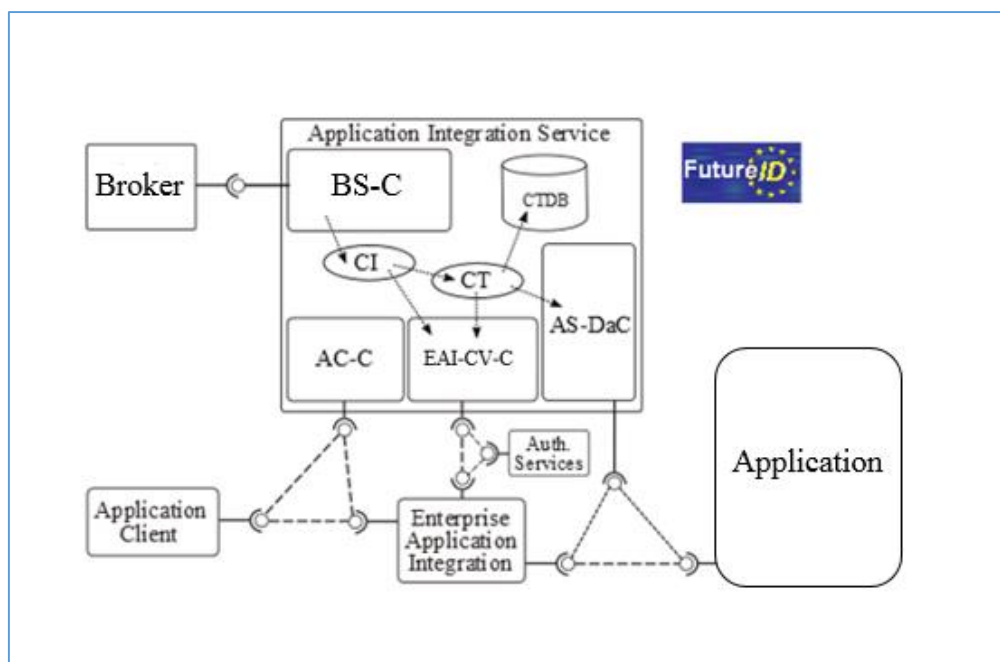 Application Integration Service
Broker
BS-C
CTDB
FutureID
CI
CT
AS-DaC
AC-C
EAI-CV-C
Auth.
Services
Application
Application
Client
Enterprise
Application
Integration